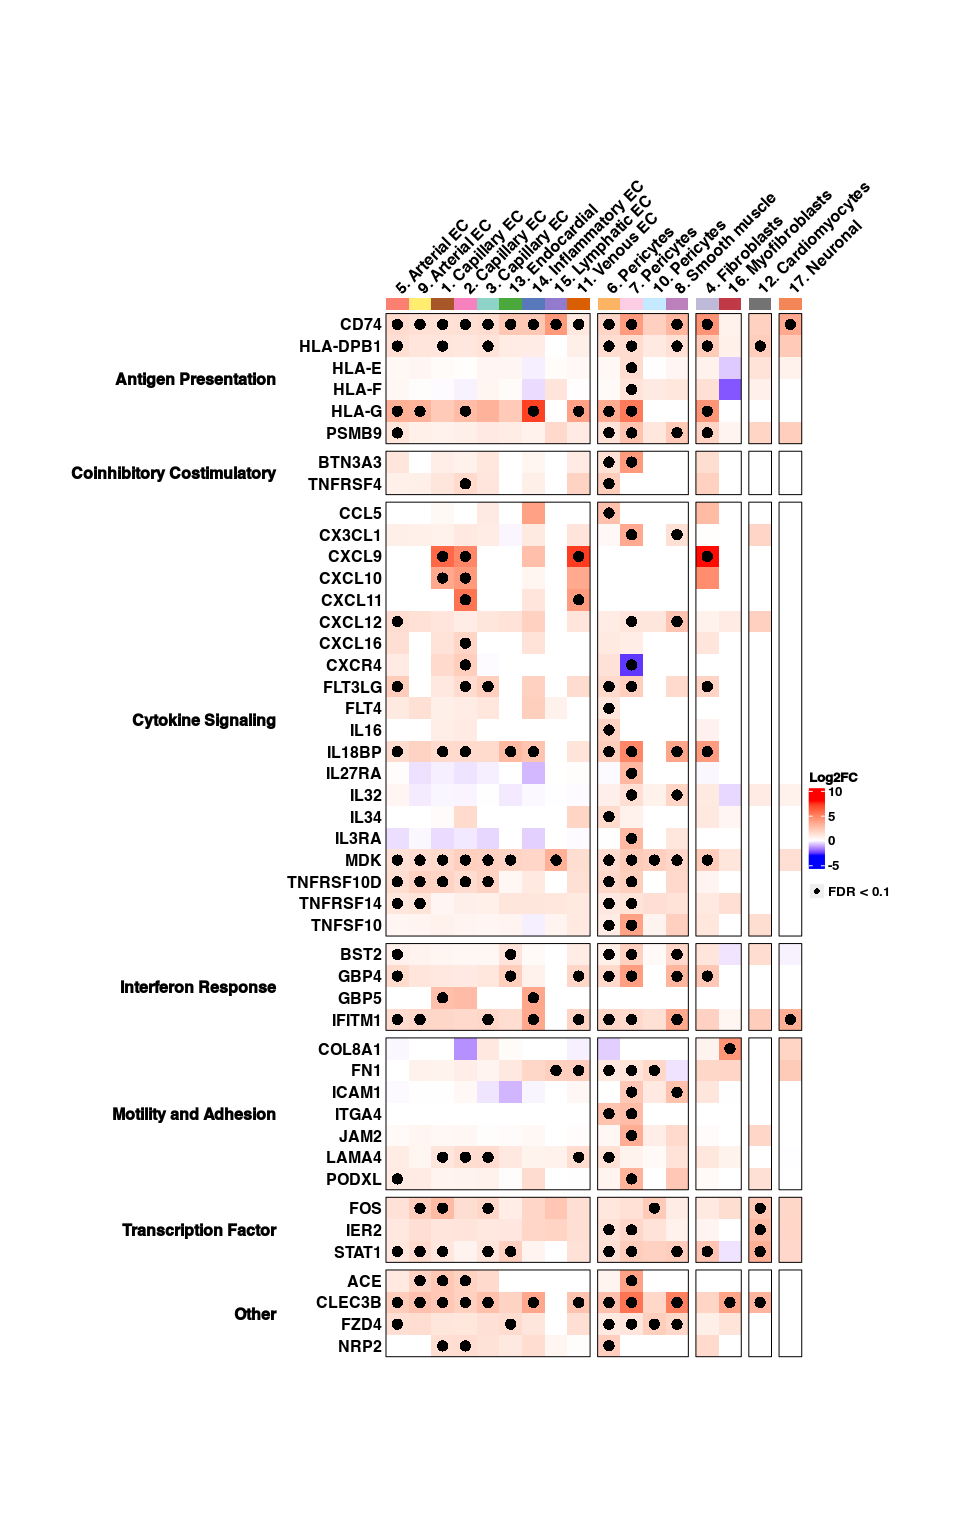 5. Arterial EC
9. Arterial EC
1. Capillary EC
2. Capillary EC
3. Capillary EC
13. Endocardial
14. Inflammatory EC
15. Lymphatic EC
11. Venous EC
6. Pericytes
7. Pericytes
10. Pericytes
8. Smooth muscle
4. Fibroblasts
16. Myofibroblasts
12. Cardiomyocytes
17. Neuronal
Antigen Presentation
CD74
HLA-DPB1
HLA-E
HLA-F
HLA-G
PSMB9
Coinhibitory Costimulatory
BTN3A3
TNFRSF4
Cytokine Signaling
CCL5
CX3CL1
CXCL9
CXCL10
CXCL11
CXCL12
CXCL16
CXCR4
FLT3LG
FLT4
IL16
IL18BP
IL27RA
IL32
IL34
IL3RA
MDK
TNFRSF10D
TNFRSF14
TNFSF10
Interferon Response
BST2
GBP4
GBP5
IFITM1
Motility and Adhesion
COL8A1
FN1
ICAM1
ITGA4
JAM2
LAMA4
PODXL
Transcription Factor
FOS
IER2
STAT1
Other
ACE
CLEC3B
FZD4
NRP2
Log2FC
10
5
0
-5
FDR < 0.1